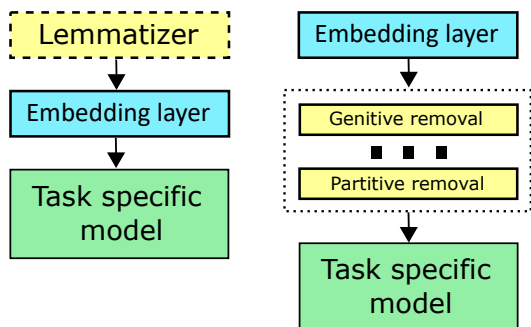 Lemmatizer
Embedding layer
Task specific
model
Embedding layer
Genitive removal
Partitive removal
Task specific
model